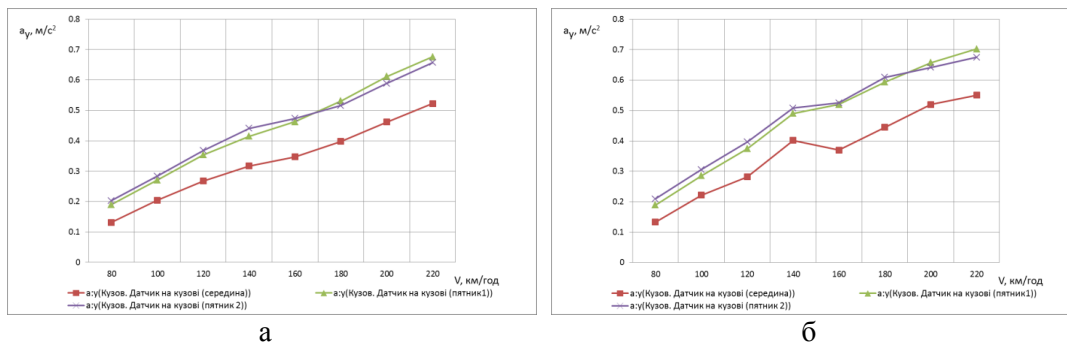 aу, м/с²
0.8
0.7
0.6
0.5
0.4
0.3
0.2
0.1
0
80 100 120 140 160 180 200 220
V, км/год
a:y(Кузов. Датчик на кузові (середина))
a:y(Кузов. Датчик на кузові (пятник1))
a:y(Кузов. Датчик на кузові (пятник 2))
а
aу, м/с²
0.8
0.7
0.6
0.5
0.4
0.3
0.2
0.1
0
80 100 120 140 160 180 200 220
V, км/год
a:y(Кузов. Датчик на кузові (середина))
a:y(Кузов. Датчик на кузові (пятник1))
a:y(Кузов. Датчик на кузові (пятник 2))
б